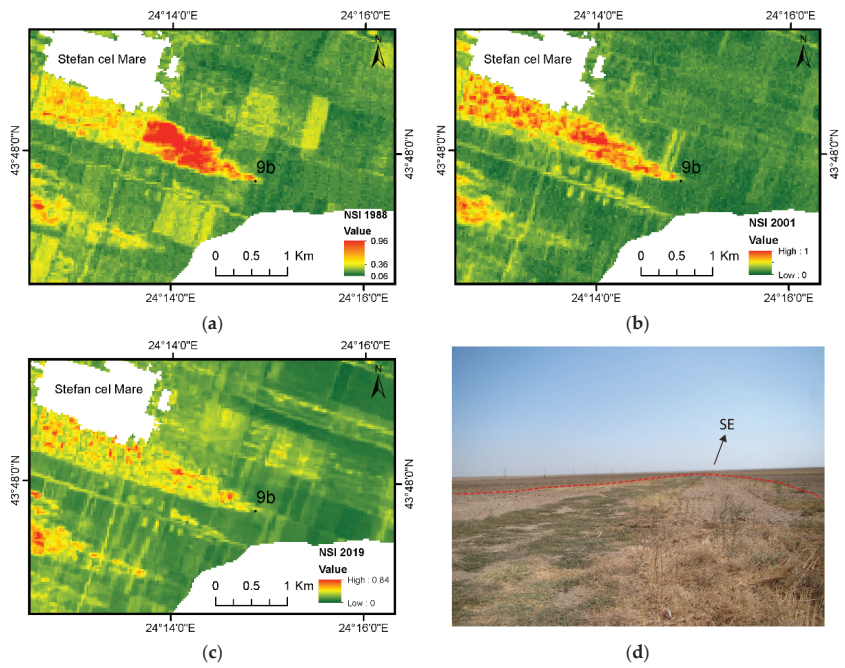 24°14'0"E
24°16'0"E
Stefan cel Mare
N
43°48'0"N
9b
NSI 1988
Value
0.96
0.36
0.06
0 0.5 1 Km
24°14'0"E
24°16'0"E
(a)
24°14'0"E
24°16'0"E
Stefan cel Mare
N
43°48'0"N
43°48'0"N
9b
NSI 2001
Value
High : 1
Low : 0
0 0.5 1 Km
24°14'0"E
24°16'0"E
(b)
24°14'0"E
24°16'0"E
Stefan cel Mare
N
43°48'0"N
43°48'0"N
9b
NSI 2019
Value
High : 0.84
Low : 0
0 0.5 1 Km
24°14'0"E
24°16'0"E
(c)
SE
(d)